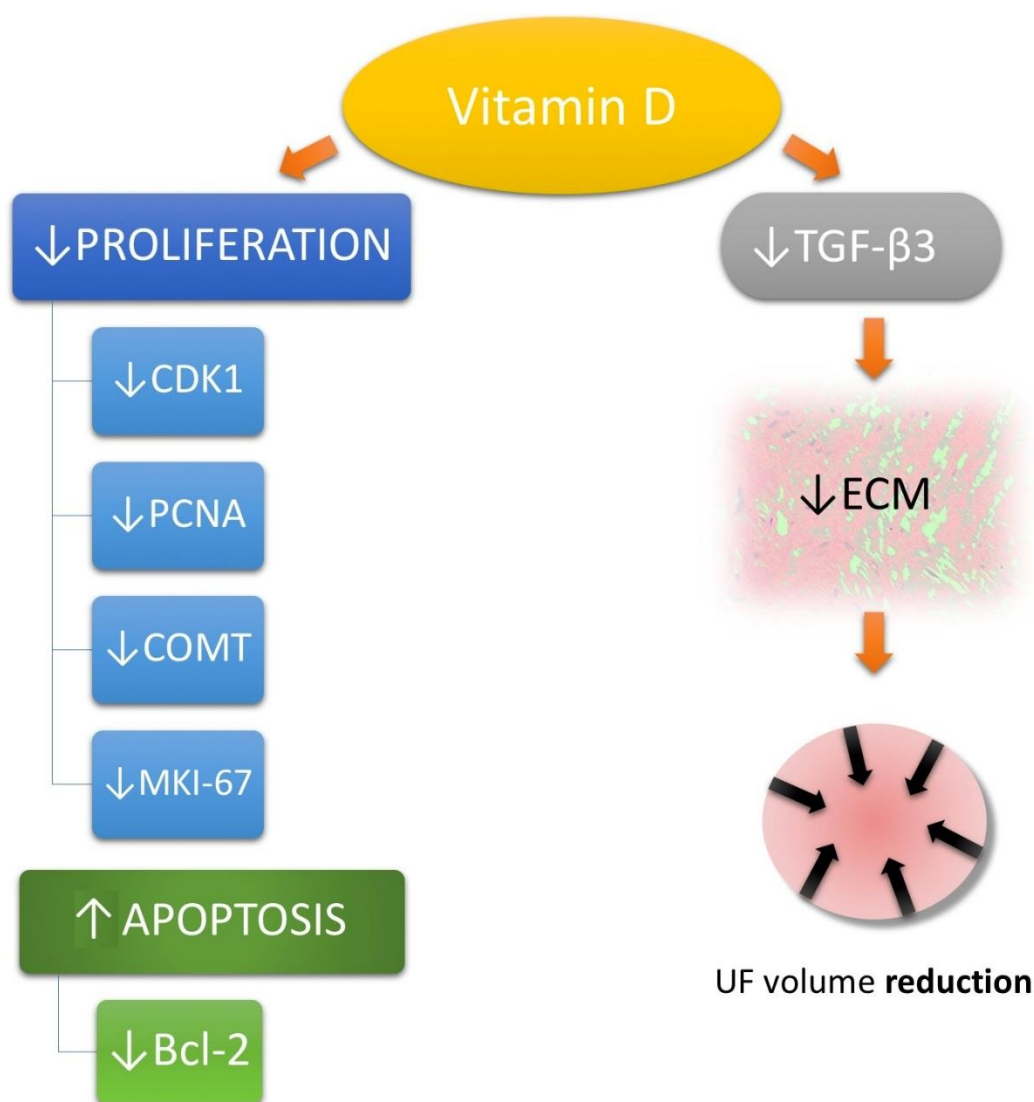 Vitamin D
↓PROLIFERATION
↓CDK1
↓PCNA
↓COMT
↓MKI-67
↑ APOPTOSIS
↓Bcl-2
↓TGF-β3
↓ECM
UF volume reduction